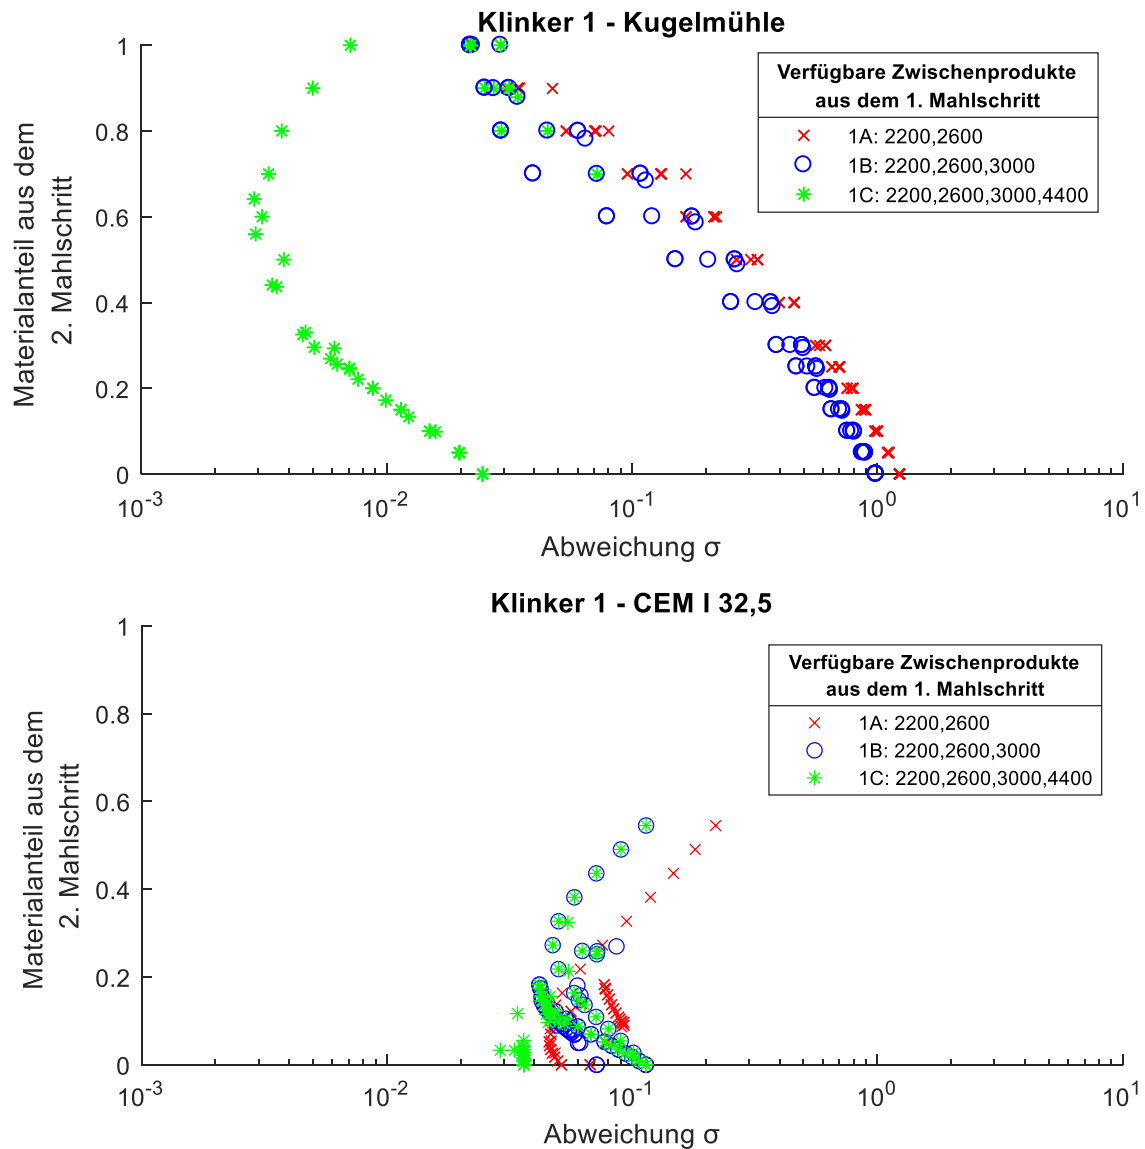 Klinker 1 - Kugelmühle
Materialanteil aus dem
2. Mahlschritt
1
0.8
0.6
0.4
0.2
0
Verfügbare Zwischenprodukte
aus dem 1. Mahlschritt
1A: 2200,2600
1B: 2200,2600,3000
1C: 2200,2600,3000,4400
10^-3 10^-2 10^-1 10^0 10^1
Abweichung σ
Klinker 1 - CEM I 32,5
Materialanteil aus dem
2. Mahlschritt
1
0.8
0.6
0.4
0.2
0
Verfügbare Zwischenprodukte
aus dem 1. Mahlschritt
1A: 2200,2600
1B: 2200,2600,3000
1C: 2200,2600,3000,4400
10^-3 10^-2 10^-1 10^0 10^1
Abweichung σ